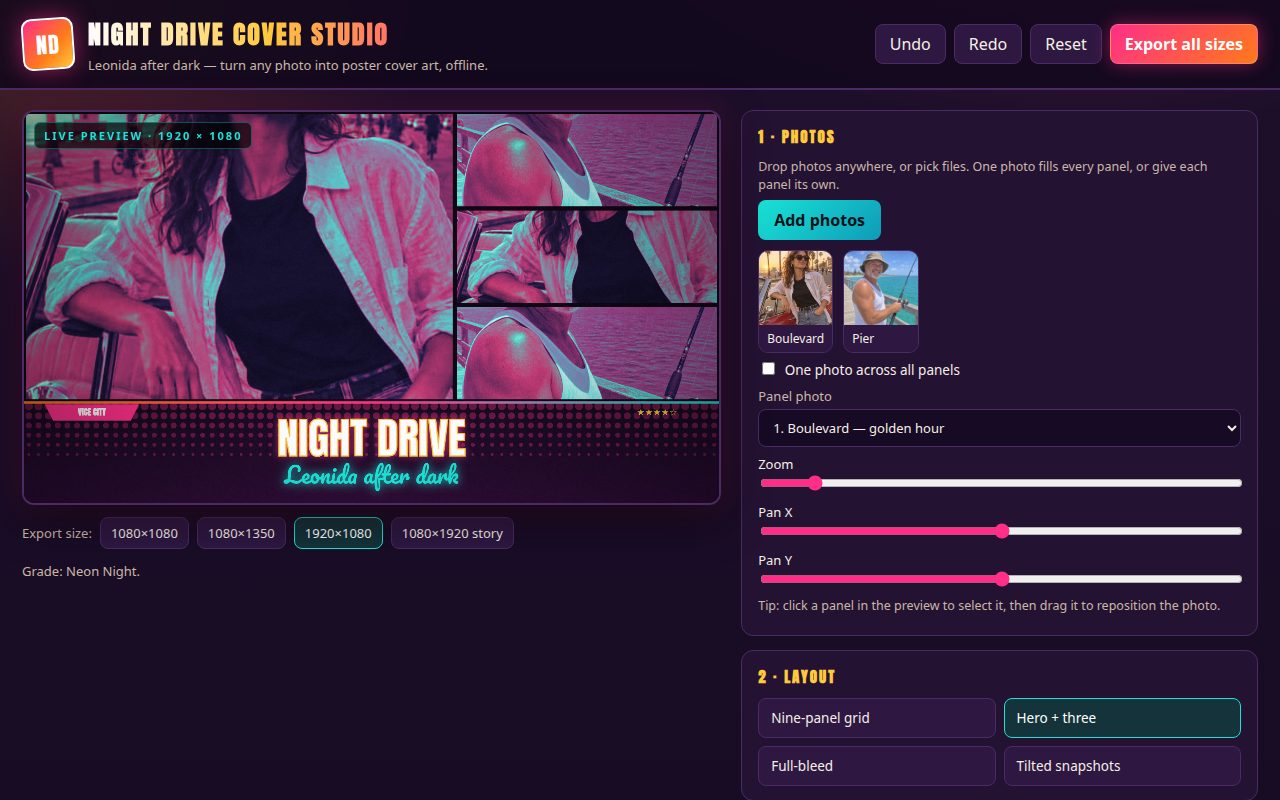 ND
NIGHT DRIVE COVER STUDIO
Leonida after dark — turn any photo into poster cover art, offline.
Undo
Redo
Reset
Export all sizes
LIVE PREVIEW · 1920 × 1080
VICE CITY
★★★★☆
NIGHT DRIVE
Leonida after dark
Export size:
1080×1080
1080×1350
1920×1080
1080×1920 story
Grade: Neon Night.
1 · PHOTOS
Drop photos anywhere, or pick files. One photo fills every panel, or give each
panel its own.
Add photos
Boulevard
Pier
One photo across all panels
Panel photo
1. Boulevard — golden hour
Zoom
Pan X
Pan Y
Tip: click a panel in the preview to select it, then drag it to reposition the photo.
2 · LAYOUT
Nine-panel grid
Hero + three
Full-bleed
Tilted snapshots